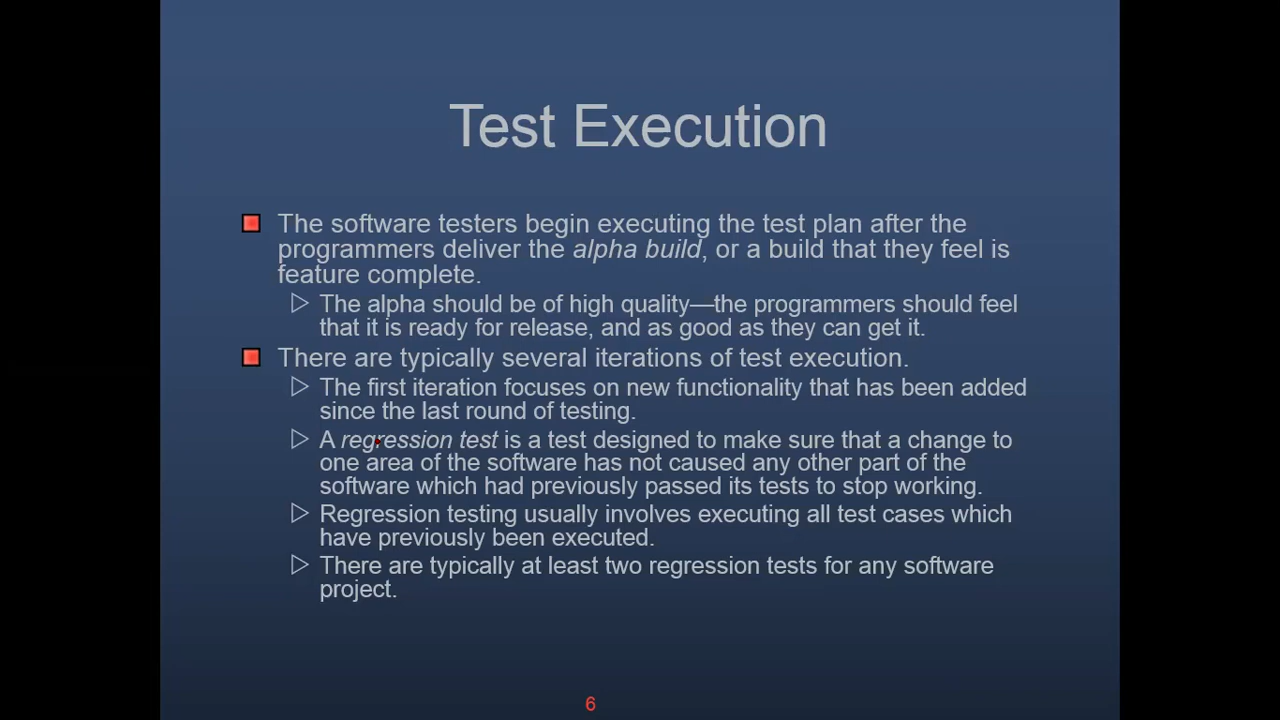 Test Execution
The software testers begin executing the test plan after the
programmers deliver the alpha build, or a build that they feel is
feature complete.
The alpha should be of high quality—the programmers should feel
that it is ready for release, and as good as they can get it.
There are typically several iterations of test execution.
The first iteration focuses on new functionality that has been added
since the last round of testing.
A regression test is a test designed to make sure that a change to
one area of the software has not caused any other part of the
software which had previously passed its tests to stop working.
Regression testing usually involves executing all test cases which
have previously been executed.
There are typically at least two regression tests for any software
project.
6